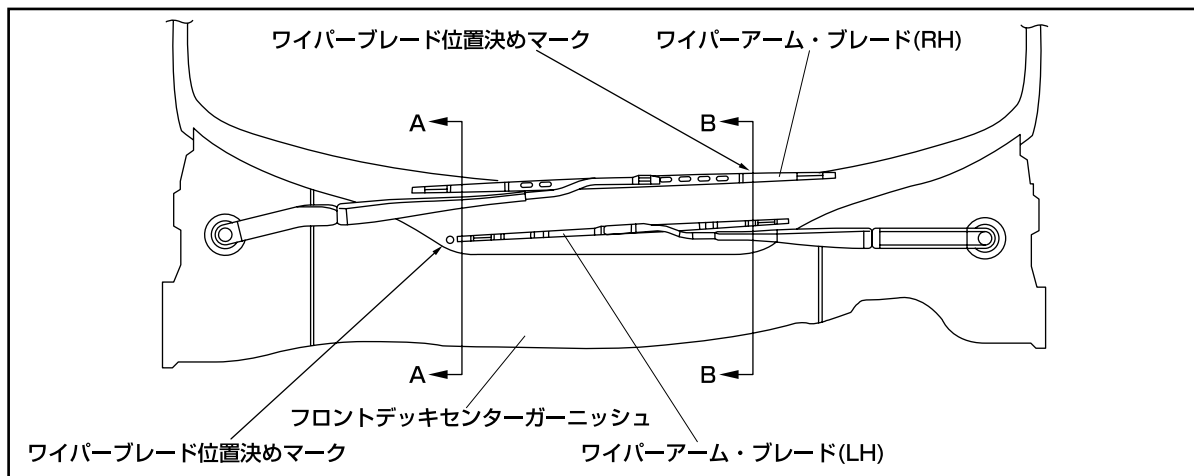 ワイパーブレード位置決めマーク
ワイパーアーム・ブレード(RH)
A
B
A
B
フロントデッキセンターガーニッシュ
ワイパーブレード位置決めマーク
ワイパーアーム・ブレード(LH)